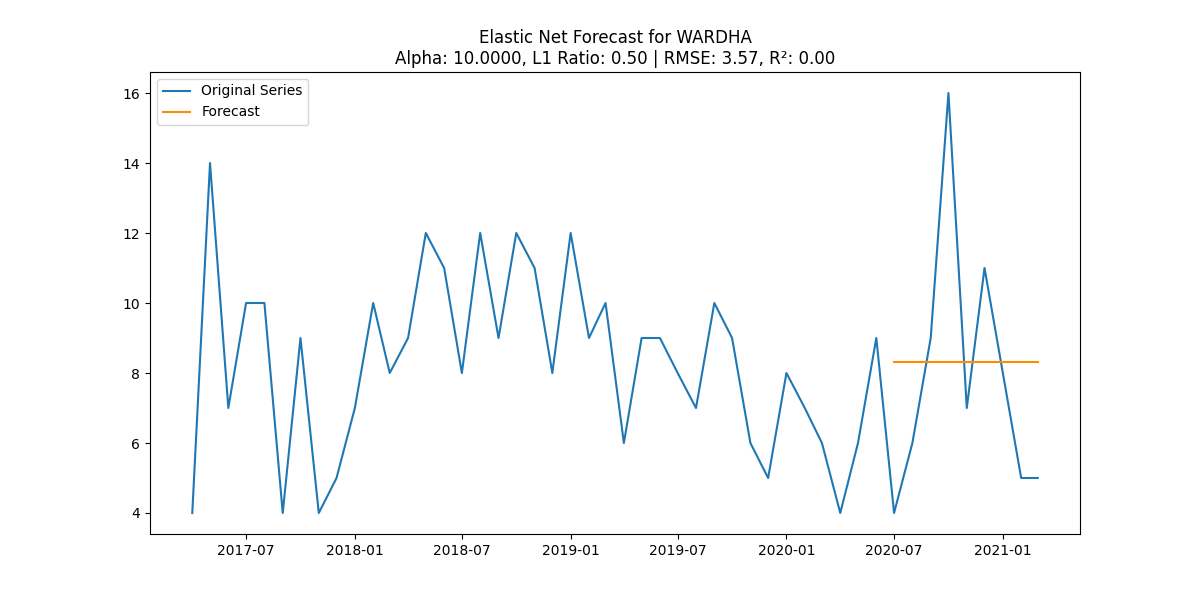 Elastic Net Forecast for WARDHA
Alpha: 10.0000, L1 Ratio: 0.50 | RMSE: 3.57, R²: 0.00
Original Series
Forecast
16
14
12
10
8
6
4
2017-07 2018-01 2018-07 2019-01 2019-07 2020-01 2020-07 2021-01